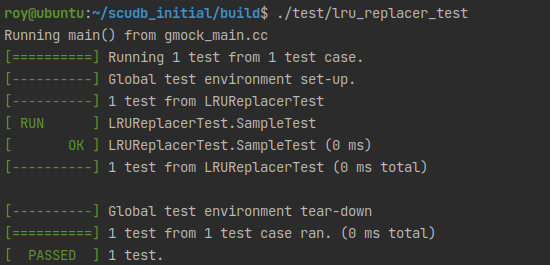 roy@ubuntu:~/scudb_initial/build$ ./test/lru_replacer_test
Running main() from gmock_main.cc
[==========] Running 1 test from 1 test case.
[----------] Global test environment set-up.
[----------] 1 test from LRUReplacerTest
[ RUN      ] LRUReplacerTest.SampleTest
[       OK ] LRUReplacerTest.SampleTest (0 ms)
[----------] 1 test from LRUReplacerTest (0 ms total)
[----------] Global test environment tear-down
[==========] 1 test from 1 test case ran. (0 ms total)
[  PASSED  ] 1 test.